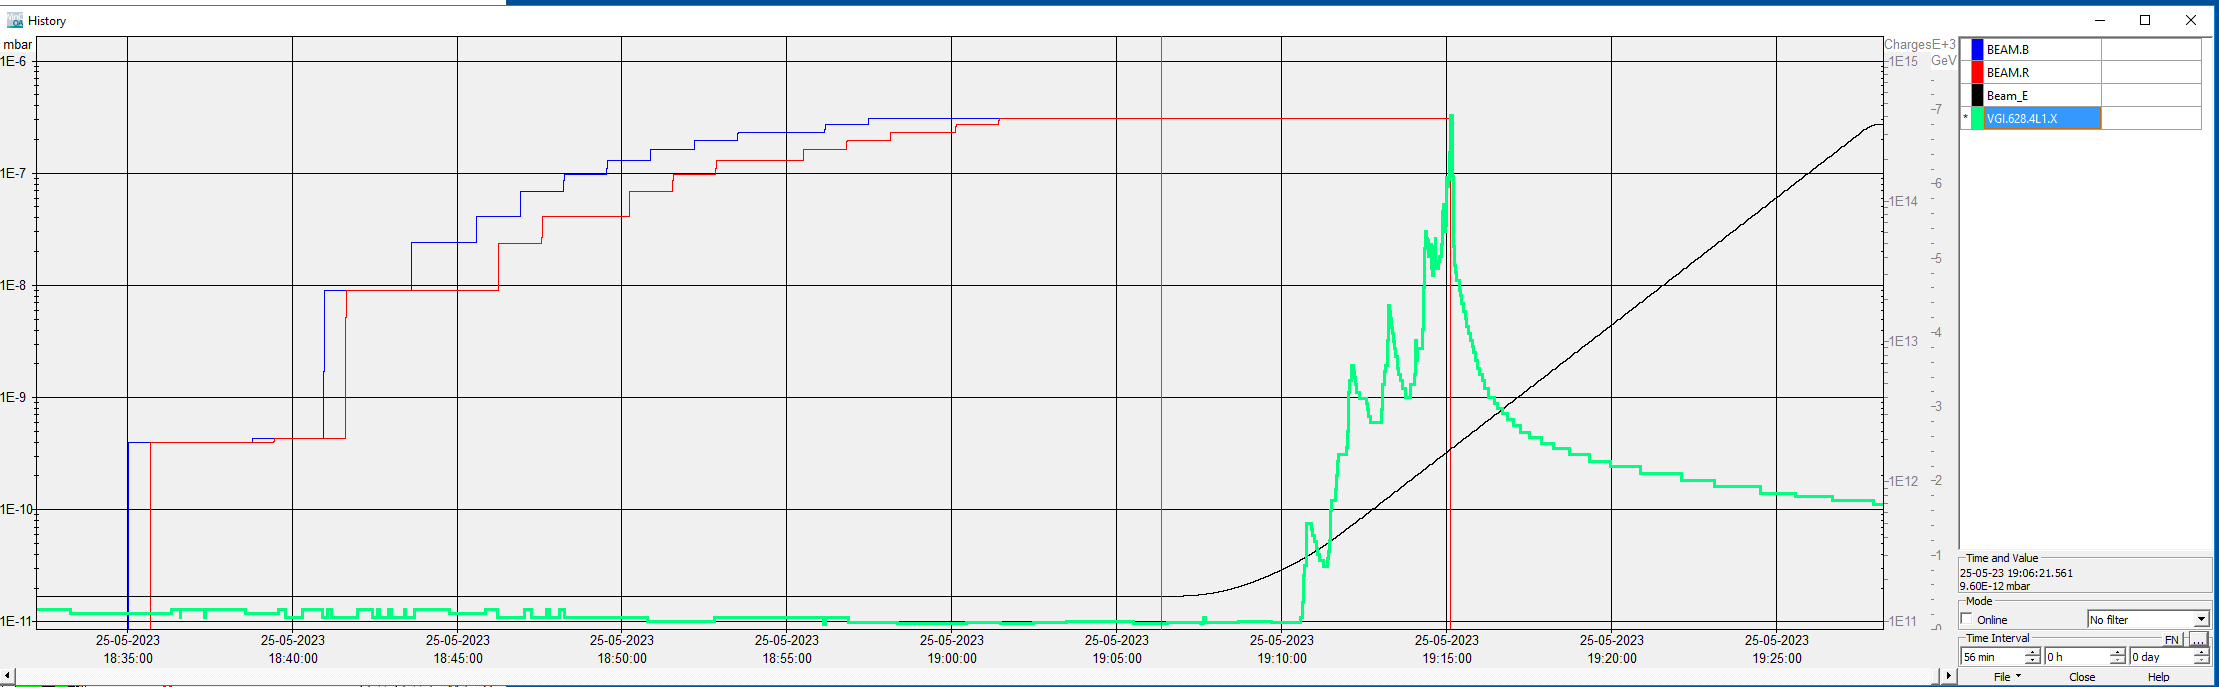 History
mbar
1E-6
1E-7
1E-8
1E-9
1E-10
1E-11
25-05-2023 25-05-2023 25-05-2023 25-05-2023 25-05-2023 25-05-2023 25-05-2023 25-05-2023 25-05-2023 25-05-2023 25-05-2023
18:35:00 18:40:00 18:45:00 18:50:00 18:55:00 19:00:00 19:05:00 19:10:00 19:15:00 19:20:00 19:25:00
Charges E+3
GeV
1E15
1E14
1E13
1E12
1E11
7
6
5
4
3
2
1
0
BEAM.B
BEAM.R
Beam_E
* VGI.628.4L1.X
Time and Value
25-05-23 19:06:21.561
9.60E-12 mbar
Mode
Online No filter
Time Interval FN ...
56 min 0 h 0 day
File Close Help